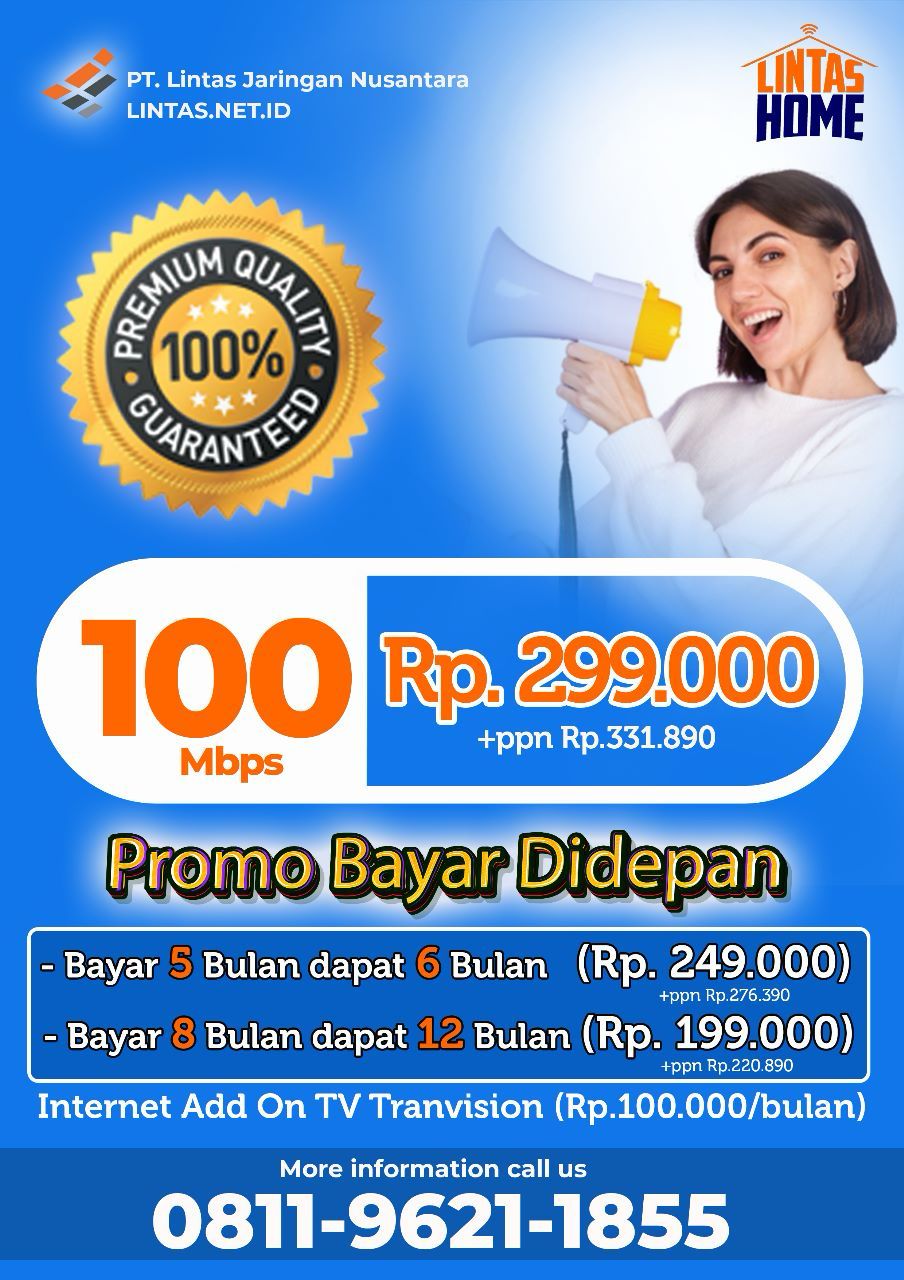 PT. Lintas Jaringan Nusantara
LINTAS.NET.ID
LINTAS
HOME
PREMIUM QUALITY
100%
GUARANTEED
100
Mbps
Rp. 299.000
+ppn Rp.331.890
Promo Bayar Didepan
- Bayar 5 Bulan dapat 6 Bulan (Rp. 249.000)
+ppn Rp.276.390
- Bayar 8 Bulan dapat 12 Bulan (Rp. 199.000)
+ppn Rp.220.890
Internet Add On TV Tranvision (Rp.100.000/bulan)
More information call us
0811-9621-1855